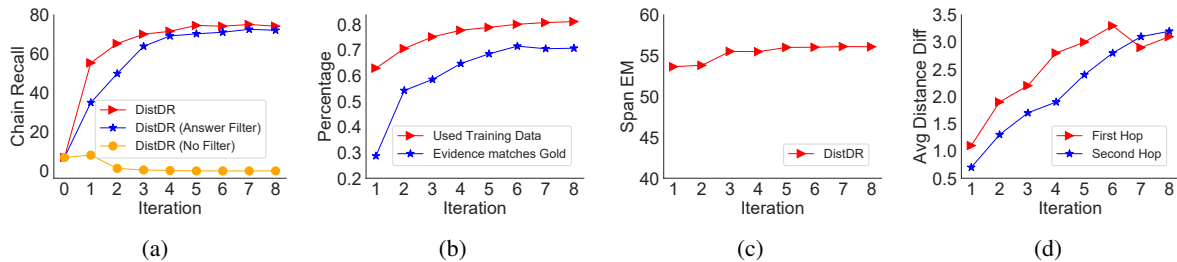 Chain Recall
80
60
40
20
0
DistDR
DistDR (Answer Filter)
DistDR (No Filter)
0 1 2 3 4 5 6 7 8
Iteration
(a)
Percentage
0.8
0.7
0.6
0.5
0.4
0.3
0.2
Used Training Data
Evidence matches Gold
1 2 3 4 5 6 7 8
Iteration
(b)
Span EM
60
55
50
45
40
DistDR
1 2 3 4 5 6 7 8
Iteration
(c)
Avg Distance Diff
3.5
3.0
2.5
2.0
1.5
1.0
0.5
First Hop
Second Hop
1 2 3 4 5 6 7 8
Iteration
(d)